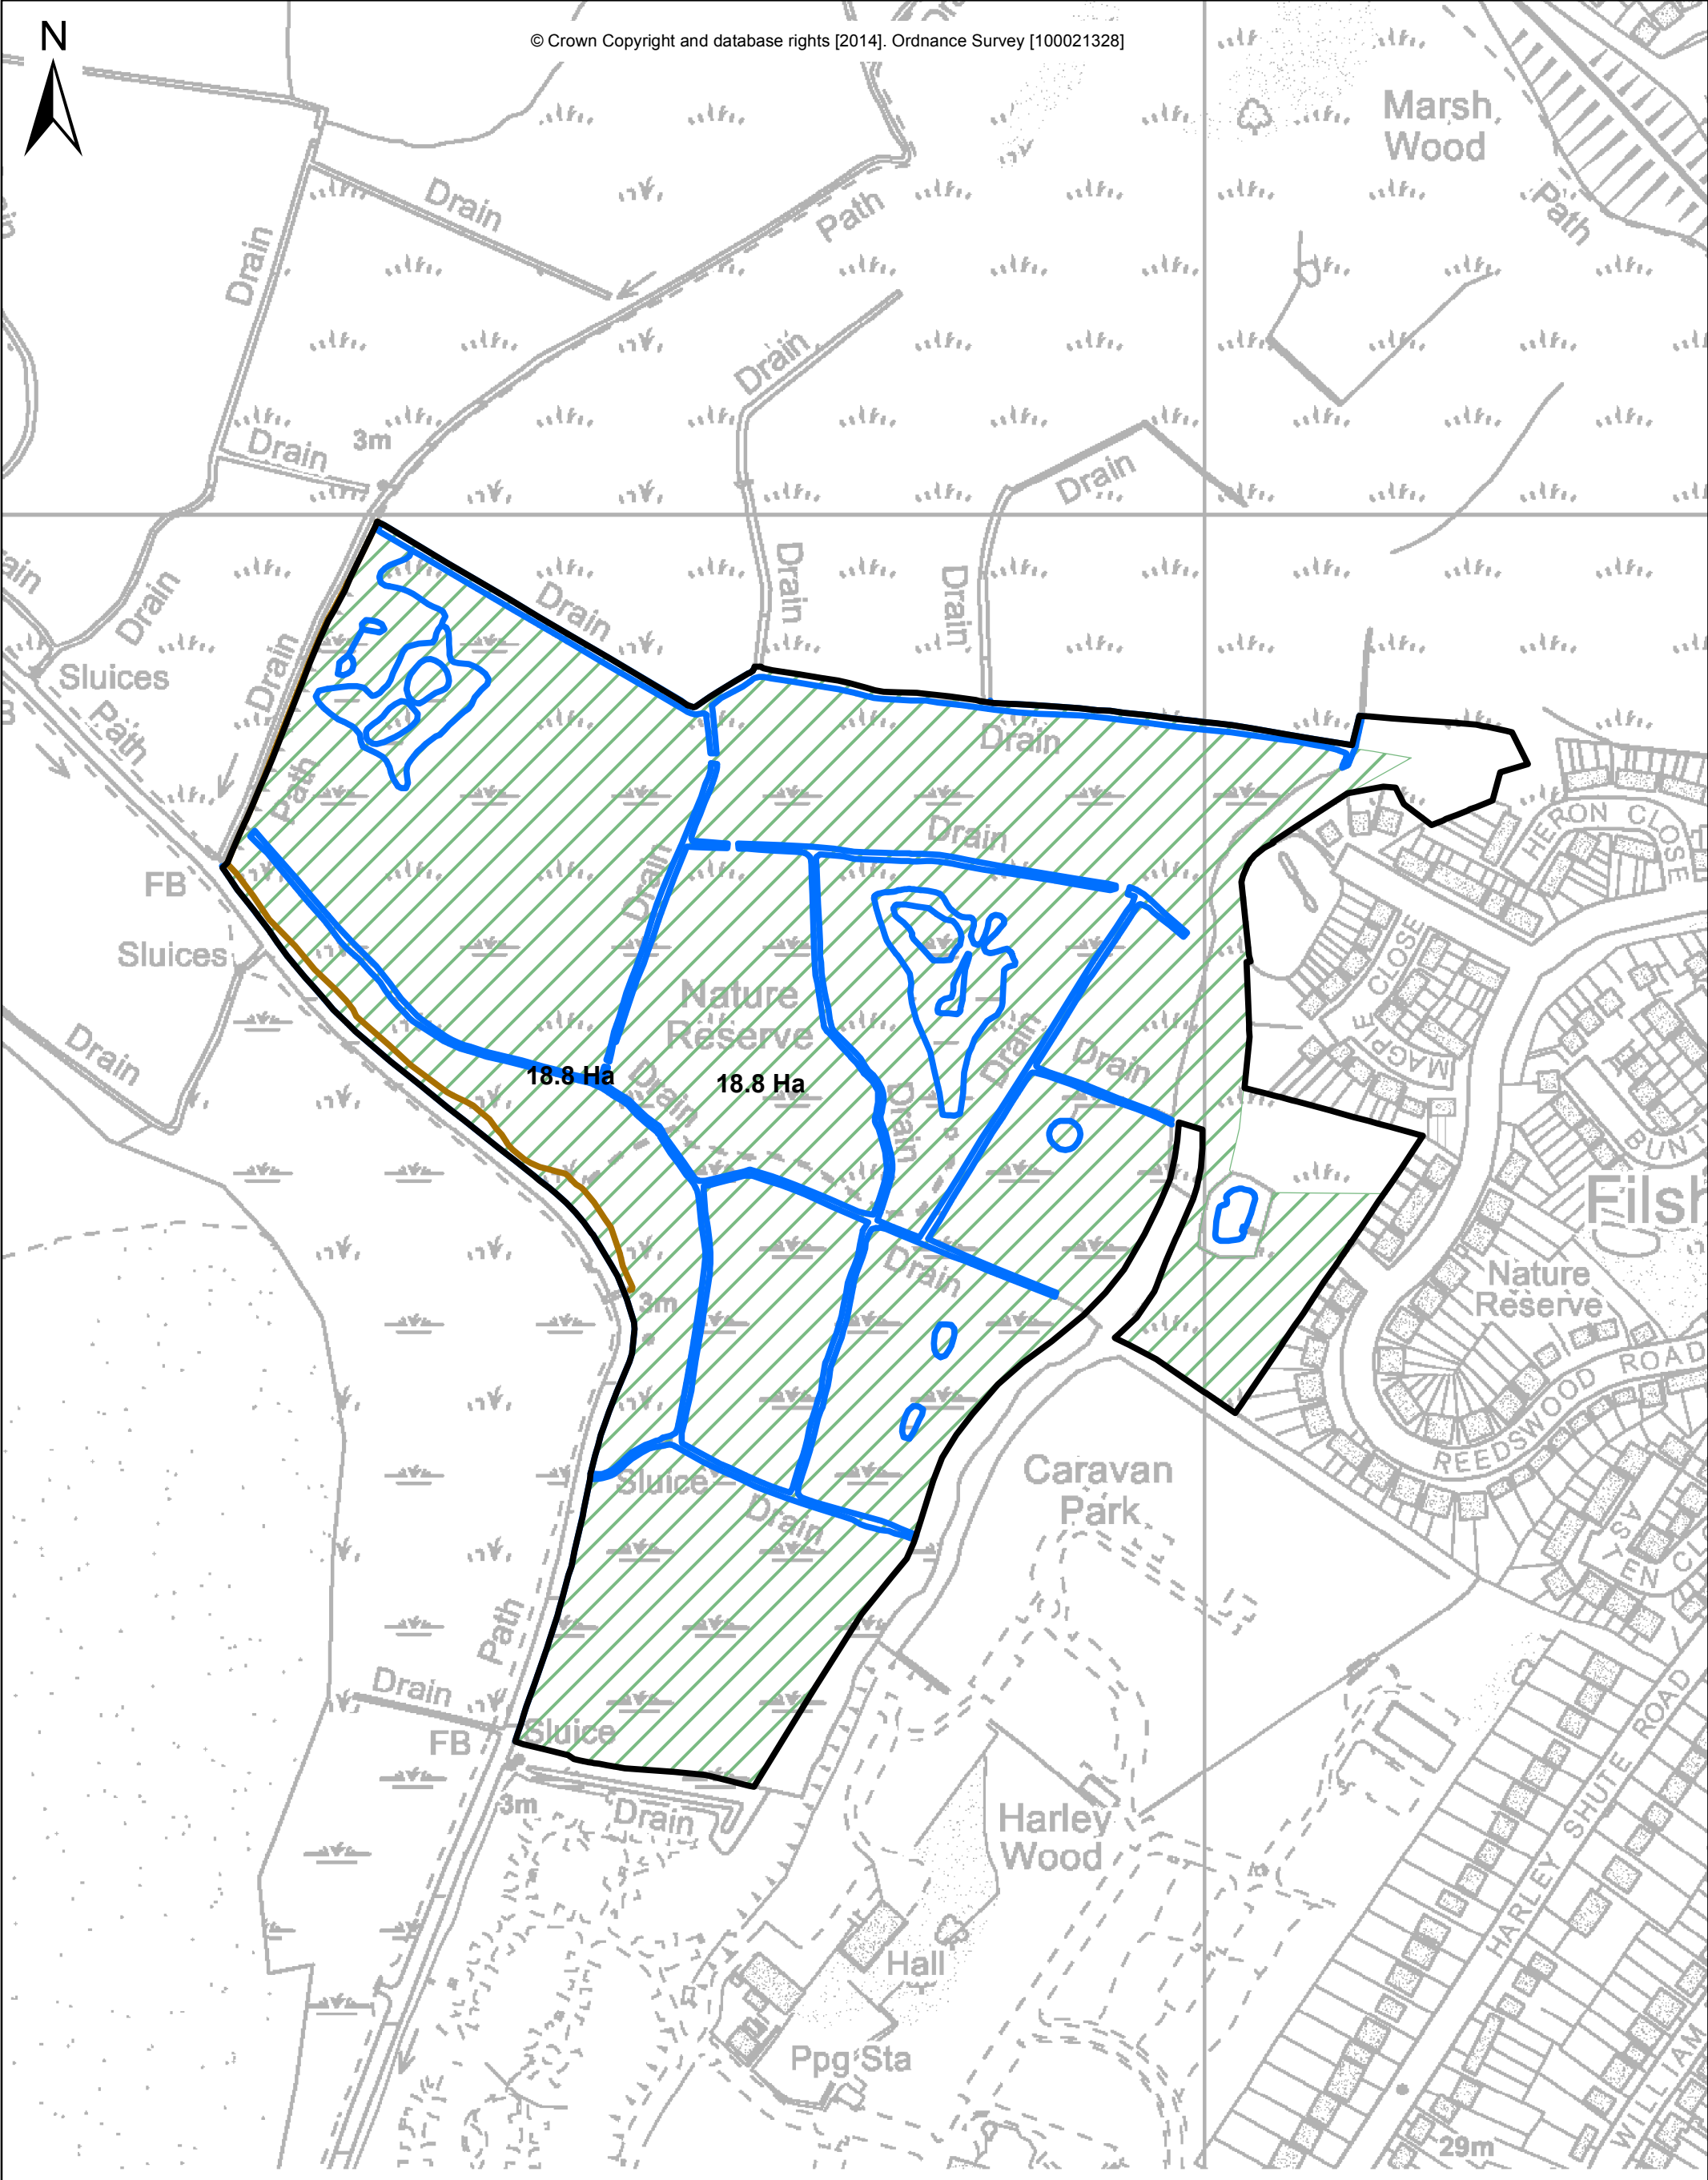 N
© Crown Copyright and database rights [2014]. Ordnance Survey [100021328]
Marsh
Wood
Drain
Path
Path
Drain
Drain
Drain
3m
Drain
Drain
Drain
Drain
Drain
Drain
Sluices
Drain
Path
Path
Drain
HERON CLOSE
Drain
FB
Drain
Sluices
MAGPIE CLOSE
Nature
Reserve
Drain
Drain
Drain
18.8 Ha
18.8 Ha
Drain
Drain
Drain
Nature
Reserve
3m
REEDSWOOD ROAD
Caravan
Park
Sluice
Drain
Path
Drain
FB
Sluice
3m
Drain
Harley
Wood
HARLEY SHUTE ROAD
Hall
Ppg Sta
29m